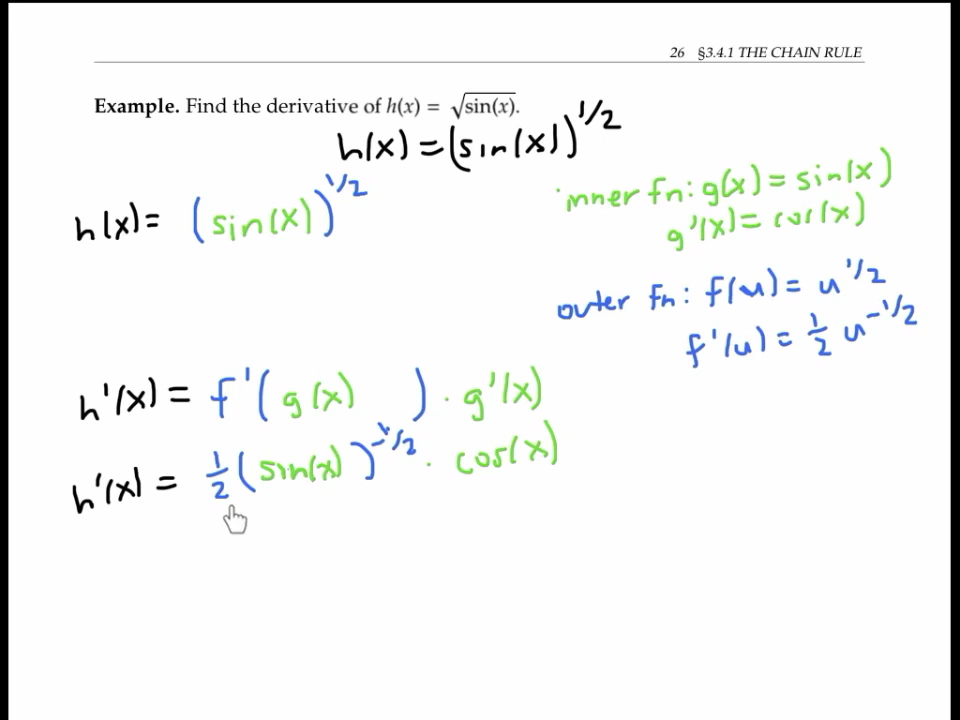 26 §3.4.1 THE CHAIN RULE
Example. Find the derivative of h(x) = √sin(x).
h(x) = (sin(x))^1/2
h(x) = (sin(x))^1/2
inner fn: g(x) = sin(x)
g'(x) = cos(x)
outer fn: f(u) = u^1/2
f'(u) = 1/2 u^-1/2
h'(x) = f'(g(x)) · g'(x)
h'(x) = 1/2 (sin(x))^-1/2 · cos(x)